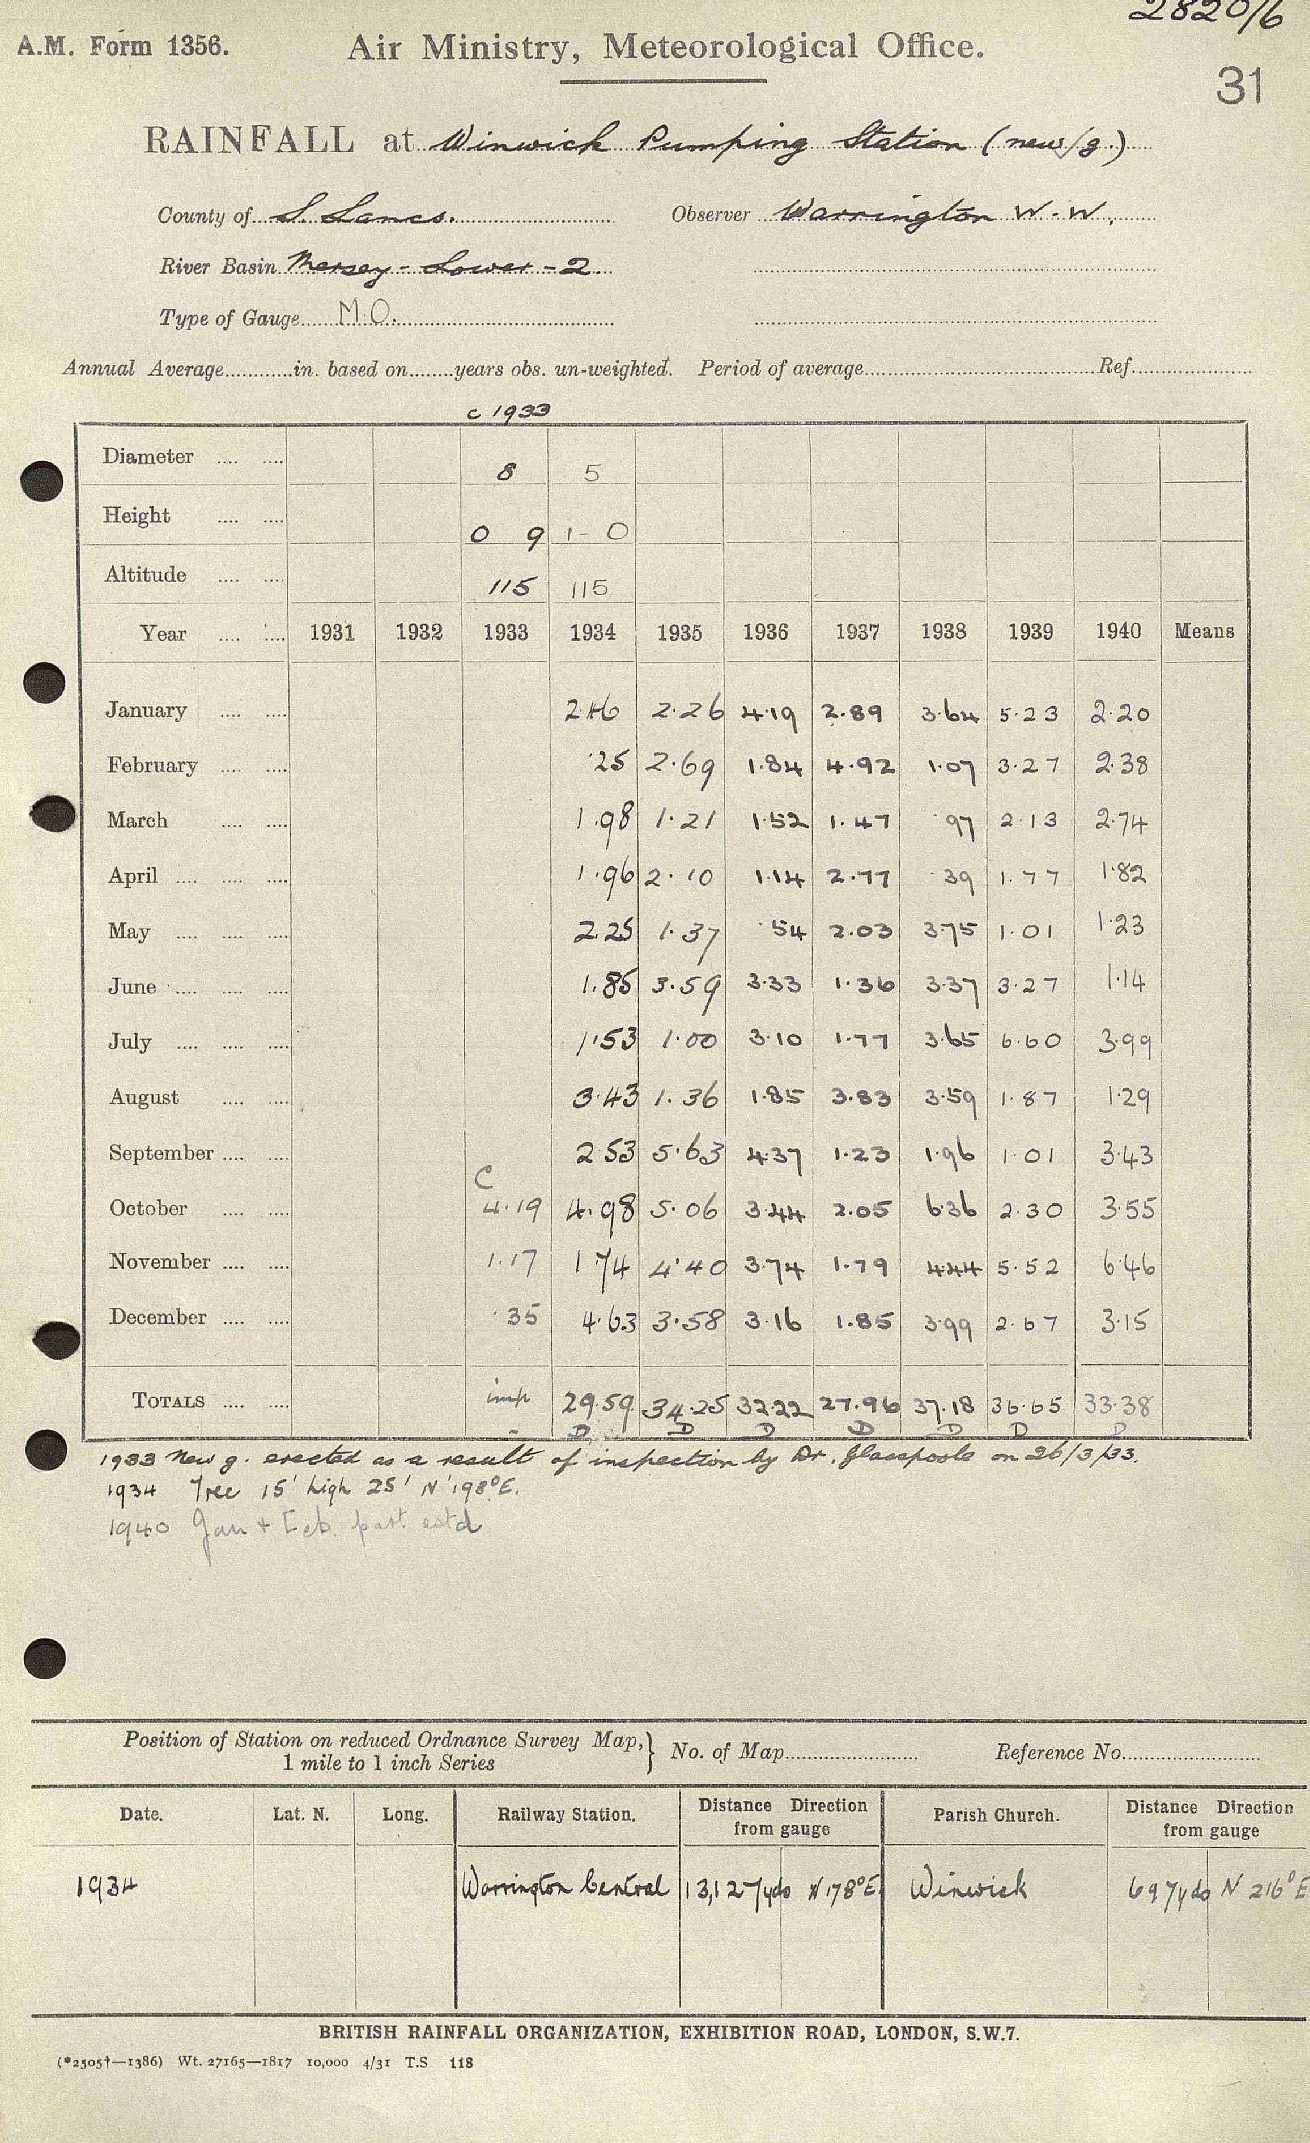 2820/6
A.M. Form 1356. Air Ministry, Meteorological Office.
31
RAINFALL at Winwick Pumping Station (new g.)
County of S. Lancs. Observer Warrington W.W.
River Basin Mersey - Lower - 2
Type of Gauge M.O.
Annual Average in. based on years obs. un-weighted. Period of average Ref.
c 1933
Diameter 8 5
Height 0 9 1-0
Altitude 115 115
Year 1931 1932 1933 1934 1935 1936 1937 1938 1939 1940 Means
January 2.46 2.26 4.19 2.89 3.64 5.23 2.20
February .25 2.69 1.84 4.92 1.07 3.27 2.38
March 1.98 1.21 1.52 1.47 .97 2.13 2.74
April 1.96 2.10 1.14 2.77 .39 1.77 1.82
May 2.25 1.37 .54 2.03 3.75 1.01 1.23
June 1.85 3.59 3.33 1.36 3.37 3.27 1.14
July 1.53 1.00 3.10 1.77 3.65 6.60 3.99
August 3.43 1.36 1.85 3.83 3.59 1.87 1.29
September 2.53 5.63 4.37 1.23 1.96 1.01 3.43
C
October 4.19 4.98 5.06 3.44 2.05 6.36 2.30 3.55
November 1.17 1.74 4.40 3.74 1.79 4.44 5.52 6.46
December .35 4.63 3.58 3.16 1.85 3.99 2.67 3.15
TOTALS imp 29.59 34.25 32.22 27.96 37.18 36.65 33.38
D D D D D D D
1933 New g. erected as a result of inspection by Dr. Glasspoole on 26/3/33.
1934 Tree 15' high 25' N 198°E.
1940 Jan + Feb. part est'd
Position of Station on reduced Ordnance Survey Map, } No. of Map Reference No.
1 mile to 1 inch Series
Date. Lat. N. Long. Railway Station. Distance Direction from gauge Parish Church. Distance Direction from gauge
1934 Warrington Central 13,127yds N 178°E. Winwick 697yds N 216°E
BRITISH RAINFALL ORGANIZATION, EXHIBITION ROAD, LONDON, S.W.7.
(*2505†—1386) Wt. 27165—1817 10,000 4/31 T.S 118